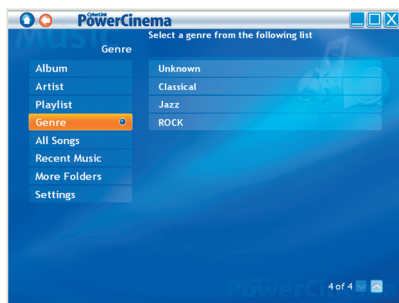 CyberLink
PowerCinema
Music
Select a genre from the following list
Genre
Album
Artist
Playlist
Genre
All Songs
Recent Music
More Folders
Settings
Unknown
Classical
Jazz
ROCK
PowerCi
4 of 4